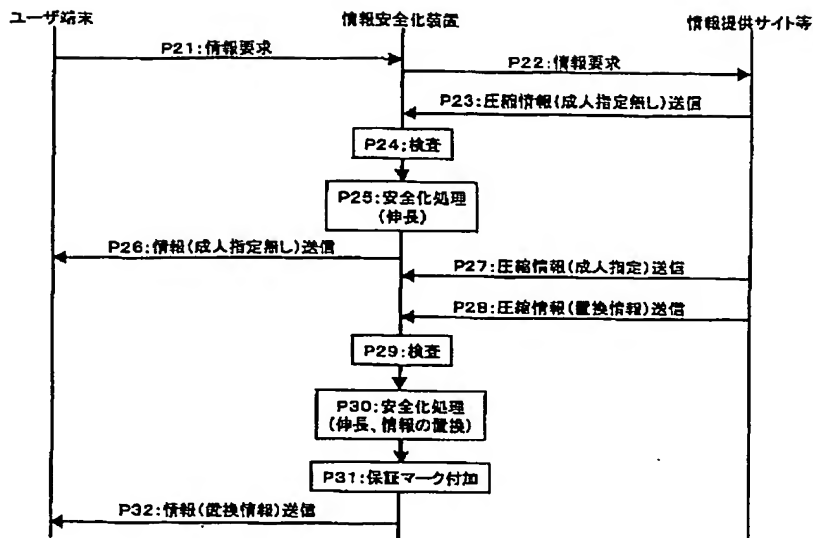 ユーザ端末
情報安全化装置
情報提供サイト等
P21:情報要求
P22:情報要求
P23:圧縮情報(成人指定無し)送信
P24:検査
P25:安全化処理
(伸長)
P26:情報(成人指定無し)送信
P27:圧縮情報(成人指定)送信
P28:圧縮情報(置換情報)送信
P29:検査
P30:安全化処理
(伸長、情報の置換)
P31:保証マーク付加
P32:情報(置換情報)送信